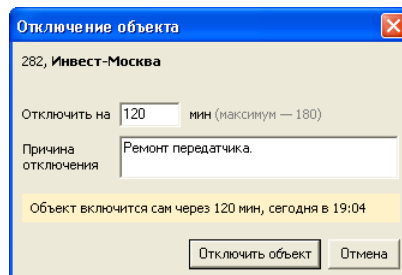 Отключение объекта
282, Инвест-Москва
Отключить на 120 мин (максимум — 180)
Причина отключения
Ремонт передатчика.
Объект включится сам через 120 мин, сегодня в 19:04
Отключить объект Отмена